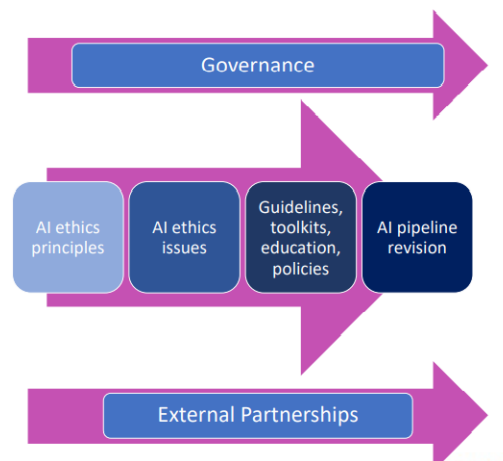 Governance
AI ethics
principles
AI ethics
issues
Guidelines,
toolkits,
education,
policies
AI pipeline
revision
External Partnerships